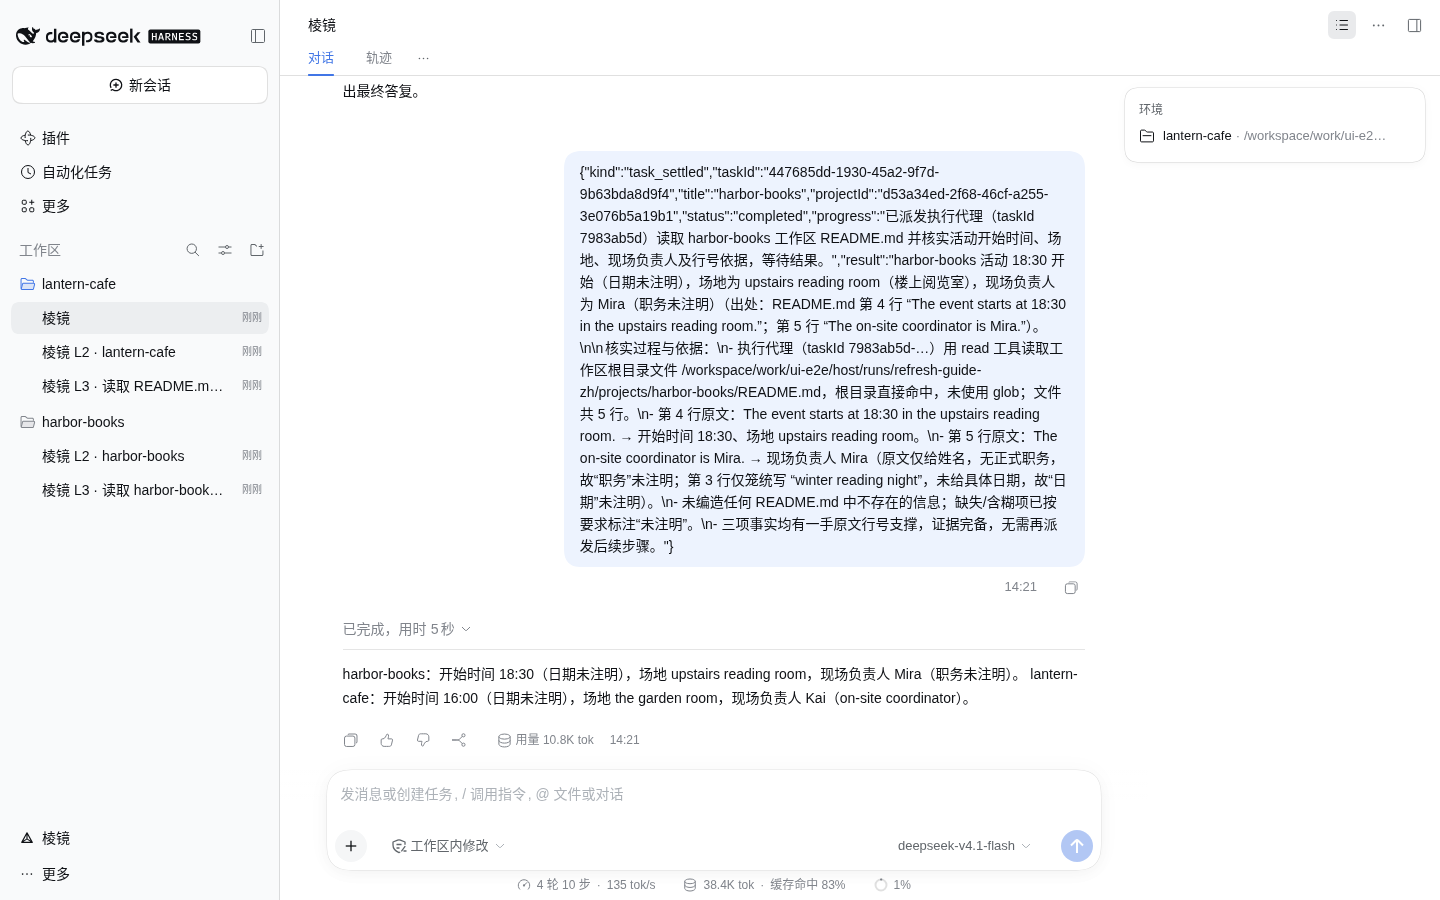 deepseek HARNESS
新会话
插件
自动化任务
更多
工作区
lantern-cafe
棱镜 刚刚
棱镜 L2 · lantern-cafe 刚刚
棱镜 L3 · 读取 README.m… 刚刚
harbor-books
棱镜 L2 · harbor-books 刚刚
棱镜 L3 · 读取 harbor-book… 刚刚
棱镜
更多
棱镜
对话 轨迹
出最终答复。
{"kind":"task_settled","taskId":"447685dd-1930-45a2-9f7d-
9b63bda8d9f4","title":"harbor-books","projectId":"d53a34ed-2f68-46cf-a255-
3e076b5a19b1","status":"completed","progress":"已派发执行代理（taskId
7983ab5d）读取 harbor-books 工作区 README.md 并核实活动开始时间、场
地、现场负责人及行号依据，等待结果。","result":"harbor-books 活动 18:30 开
始（日期未注明），场地为 upstairs reading room（楼上阅览室），现场负责人
为 Mira（职务未注明）（出处：README.md 第 4 行 “The event starts at 18:30
in the upstairs reading room.”；第 5 行 “The on-site coordinator is Mira.”）。
\n\n核实过程与依据：\n- 执行代理（taskId 7983ab5d-…）用 read 工具读取工
作区根目录文件 /workspace/work/ui-e2e/host/runs/refresh-guide-
zh/projects/harbor-books/README.md，根目录直接命中，未使用 glob；文件
共 5 行。\n- 第 4 行原文：The event starts at 18:30 in the upstairs reading
room. → 开始时间 18:30、场地 upstairs reading room。\n- 第 5 行原文：The
on-site coordinator is Mira. → 现场负责人 Mira（原文仅给姓名，无正式职务，
故“职务”未注明；第 3 行仅笼统写 “winter reading night”，未给具体日期，故“日
期”未注明）。\n- 未编造任何 README.md 中不存在的信息；缺失/含糊项已按
要求标注“未注明”。\n- 三项事实均有一手原文行号支撑，证据完备，无需再派
发后续步骤。"}
14:21
已完成，用时 5 秒
harbor-books：开始时间 18:30（日期未注明），场地 upstairs reading room，现场负责人 Mira（职务未注明）。 lantern-
cafe：开始时间 16:00（日期未注明），场地 the garden room，现场负责人 Kai（on-site coordinator）。
用量 10.8K tok 14:21
发消息或创建任务, / 调用指令, @ 文件或对话
工作区内修改 deepseek-v4.1-flash
4 轮 10 步 · 135 tok/s 38.4K tok · 缓存命中 83% 1%
环境
lantern-cafe · /workspace/work/ui-e2…